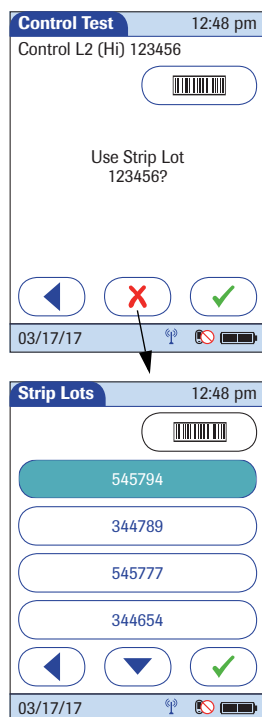 Control Test 12:48 pm
Control L2 (Hi) 123456
Use Strip Lot
123456?
03/17/17
Strip Lots 12:48 pm
545794
344789
545777
344654
03/17/17